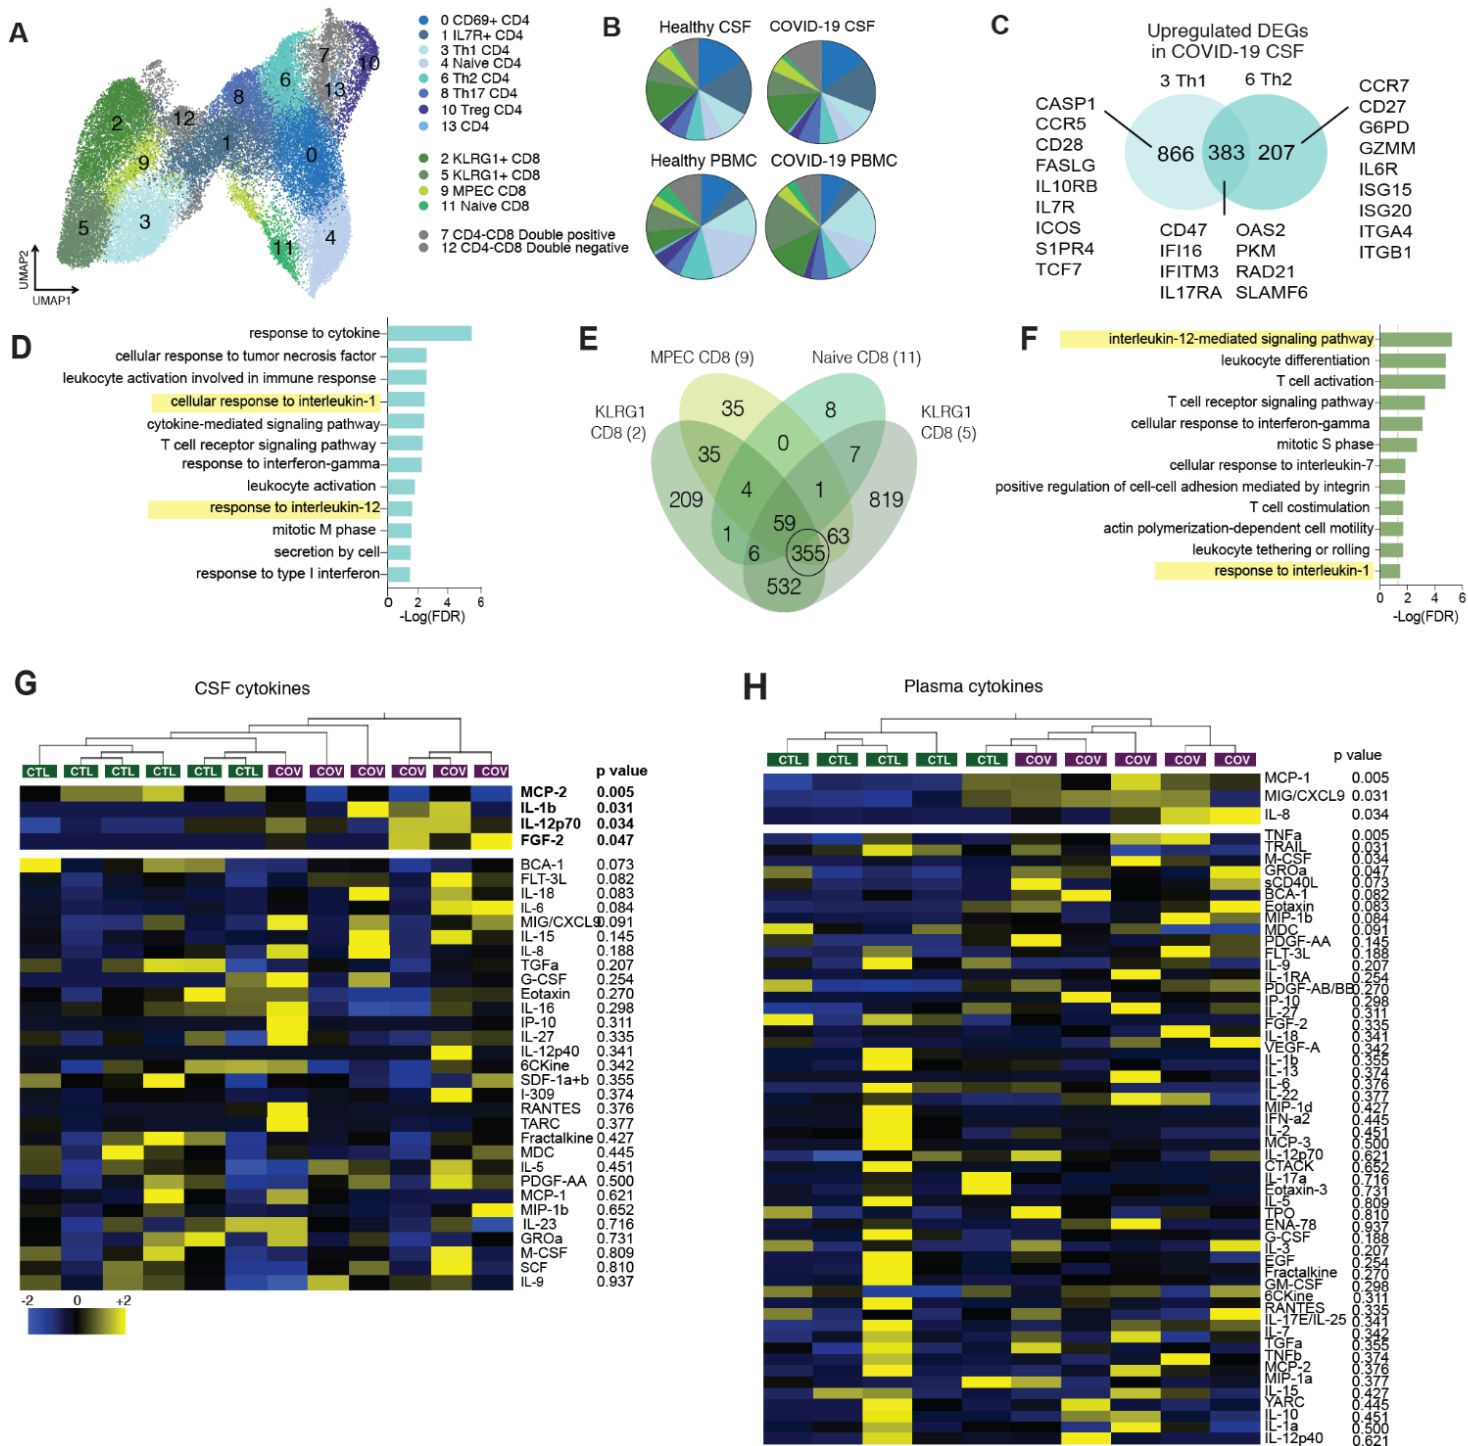 A
0 CD69+ CD4
1 IL7R+ CD4
3 Th1 CD4
4 Naive CD4
6 Th2 CD4
8 Th17 CD4
10 Treg CD4
13 CD4
2 KLRG1+ CD8
5 KLRG1+ CD8
9 MPEC CD8
11 Naive CD8
7 CD4-CD8 Double positive
12 CD4-CD8 Double negative
7
10
6
13
8
2
12
1
0
9
5
3
11
4
UMAP2
UMAP1
B
Healthy CSF
COVID-19 CSF
Healthy PBMC
COVID-19 PBMC
C
Upregulated DEGs
in COVID-19 CSF
3 Th1
6 Th2
866
383
207
CASP1
CCR5
CD28
FASLG
IL10RB
IL7R
ICOS
S1PR4
TCF7
CD47
IFI16
IFITM3
IL17RA
OAS2
PKM
RAD21
SLAMF6
CCR7
CD27
G6PD
GZMM
IL6R
ISG15
ISG20
ITGA4
ITGB1
D
response to cytokine
cellular response to tumor necrosis factor
leukocyte activation involved in immune response
cellular response to interleukin-1
cytokine-mediated signaling pathway
T cell receptor signaling pathway
response to interferon-gamma
leukocyte activation
response to interleukin-12
mitotic M phase
secretion by cell
response to type I interferon
0 2 4 6
-Log(FDR)
E
MPEC CD8 (9)
Naive CD8 (11)
KLRG1
CD8 (2)
KLRG1
CD8 (5)
35
8
0
35
7
4
1
209
819
59
1
63
6
355
532
F
interleukin-12-mediated signaling pathway
leukocyte differentiation
T cell activation
T cell receptor signaling pathway
cellular response to interferon-gamma
mitotic S phase
cellular response to interleukin-7
positive regulation of cell-cell adhesion mediated by integrin
T cell costimulation
actin polymerization-dependent cell motility
leukocyte tethering or rolling
response to interleukin-1
0 2 4 6
-Log(FDR)
G
CSF cytokines
CTL CTL CTL CTL CTL CTL COV COV COV COV COV COV
p value
MCP-2 0.005
IL-1b 0.031
IL-12p70 0.034
FGF-2 0.047
BCA-1 0.073
FLT-3L 0.082
IL-18 0.083
IL-6 0.084
MIG/CXCL9 0.091
IL-15 0.145
IL-8 0.188
TGFa 0.207
G-CSF 0.254
Eotaxin 0.270
IL-16 0.298
IP-10 0.311
IL-27 0.335
IL-12p40 0.341
6CKine 0.342
SDF-1a+b 0.355
I-309 0.374
RANTES 0.376
TARC 0.377
Fractalkine 0.427
MDC 0.445
IL-5 0.451
PDGF-AA 0.500
MCP-1 0.621
MIP-1b 0.652
IL-23 0.716
GROa 0.731
M-CSF 0.809
SCF 0.810
IL-9 0.937
-2 0 +2
H
Plasma cytokines
CTL CTL CTL CTL CTL COV COV COV COV COV
p value
MCP-1 0.005
MIG/CXCL9 0.031
IL-8 0.034
TNFa 0.005
TRAIL 0.031
M-CSF 0.034
GROa 0.047
sCD40L 0.073
BCA-1 0.082
Eotaxin 0.083
MIP-1b 0.084
MDC 0.091
PDGF-AA 0.145
FLT-3L 0.188
IL-9 0.207
IL-1RA 0.254
PDGF-AB/BB 0.270
IP-10 0.298
IL-27 0.311
FGF-2 0.335
IL-18 0.341
VEGF-A 0.342
IL-1b 0.355
IL-13 0.374
IL-6 0.376
IL-22 0.377
MIP-1d 0.427
IFN-a2 0.445
IL-2 0.451
MCP-3 0.500
IL-12p70 0.621
CTACK 0.652
IL-17a 0.716
Eotaxin-3 0.731
IL-5 0.809
TPO 0.810
ENA-78 0.937
G-CSF 0.188
IL-3 0.207
EGF 0.254
Fractalkine 0.270
GM-CSF 0.298
6CKine 0.311
RANTES 0.335
IL-17E/IL-25 0.341
IL-7 0.342
TGFa 0.355
TNFb 0.374
MCP-2 0.376
MIP-1a 0.377
IL-15 0.427
YARC 0.445
IL-10 0.451
IL-1a 0.500
IL-12p40 0.621